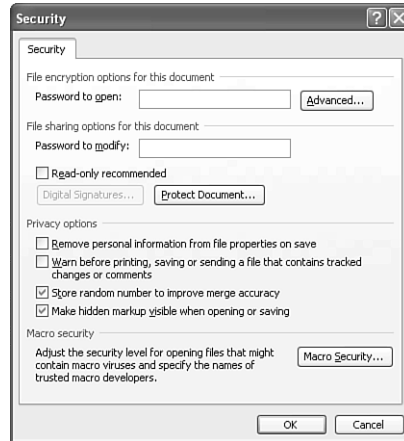 Security
Security
File encryption options for this document
Password to open:
Advanced...
File sharing options for this document
Password to modify:
Read-only recommended
Digital Signatures...
Protect Document...
Privacy options
Remove personal information from file properties on save
Warn before printing, saving or sending a file that contains tracked
changes or comments
Store random number to improve merge accuracy
Make hidden markup visible when opening or saving
Macro security
Adjust the security level for opening files that might
contain macro viruses and specify the names of
trusted macro developers.
Macro Security...
OK
Cancel